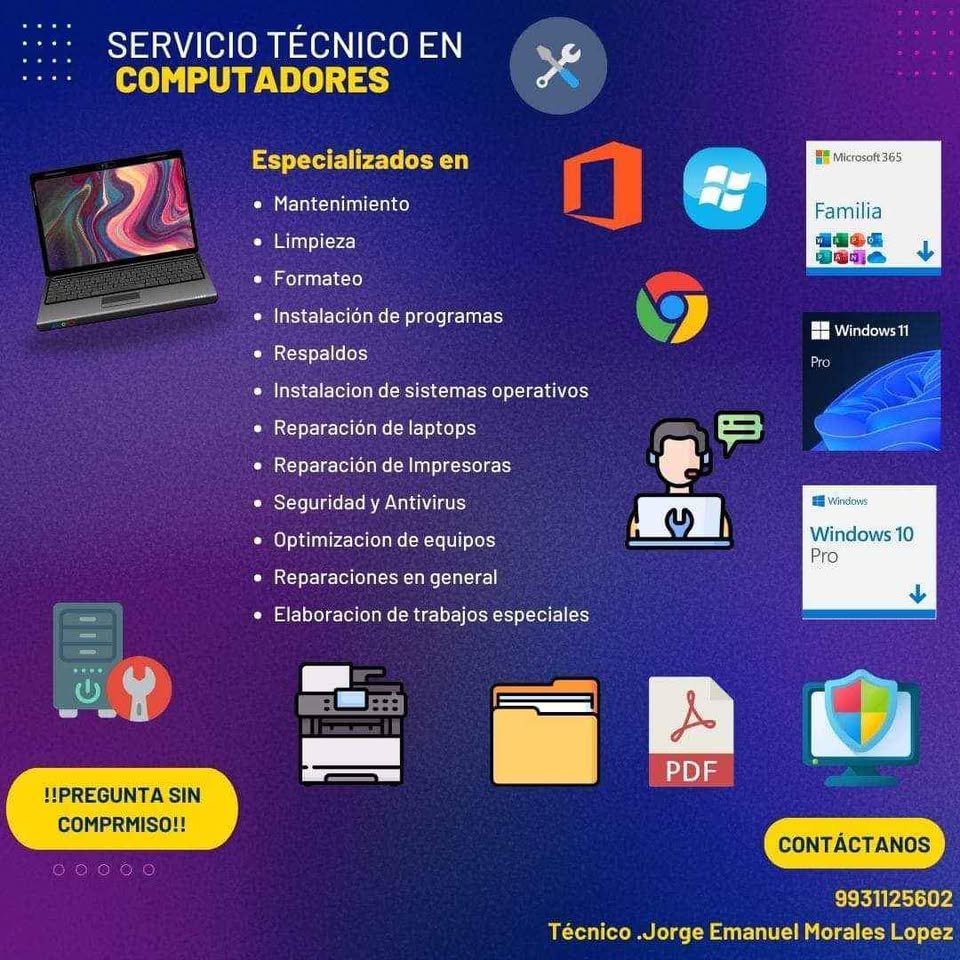 SERVICIO TÉCNICO EN
COMPUTADORES
Especializados en
Mantenimiento
Limpieza
Formateo
Instalación de programas
Respaldos
Instalacion de sistemas operativos
Reparación de laptops
Reparación de Impresoras
Seguridad y Antivirus
Optimizacion de equipos
Reparaciones en general
Elaboracion de trabajos especiales
Microsoft 365
Familia
Windows 11
Pro
Windows
Windows 10
Pro
PDF
!!PREGUNTA SIN
COMPRMISO!!
CONTÁCTANOS
9931125602
Técnico .Jorge Emanuel Morales Lopez